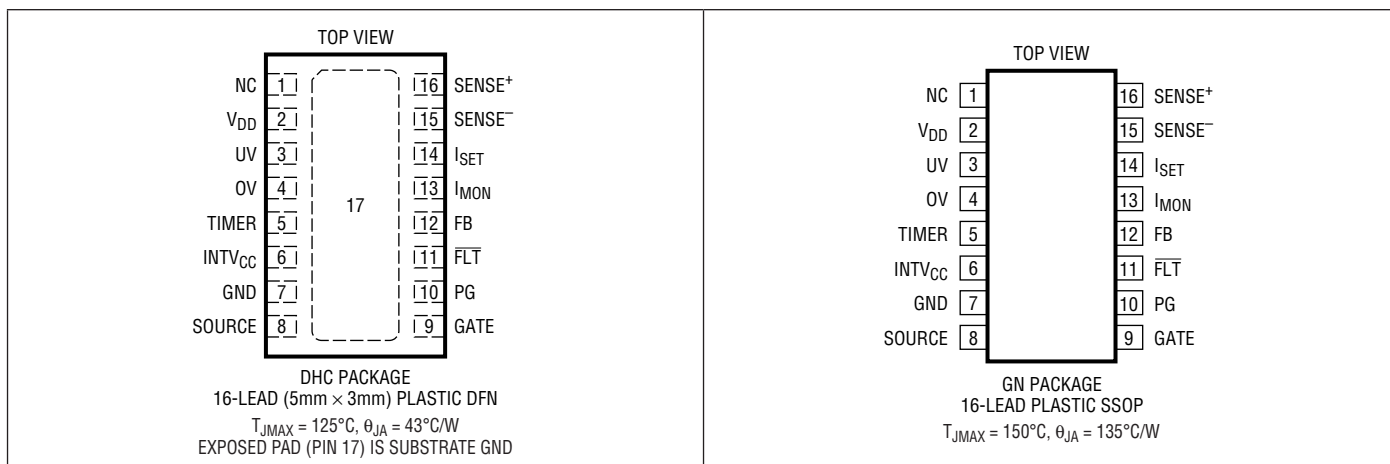 TOP VIEW
NC 1 16 SENSE+
VDD 2 15 SENSE–
UV 3 14 ISET
OV 4 13 IMON
TIMER 5 12 FB
INTVCC 6 11 FLT
GND 7 10 PG
SOURCE 8 9 GATE
17
DHC PACKAGE
16-LEAD (5mm × 3mm) PLASTIC DFN
TJMAX = 125°C, θJA = 43°C/W
EXPOSED PAD (PIN 17) IS SUBSTRATE GND
TOP VIEW
NC 1 16 SENSE+
VDD 2 15 SENSE–
UV 3 14 ISET
OV 4 13 IMON
TIMER 5 12 FB
INTVCC 6 11 FLT
GND 7 10 PG
SOURCE 8 9 GATE
GN PACKAGE
16-LEAD PLASTIC SSOP
TJMAX = 150°C, θJA = 135°C/W